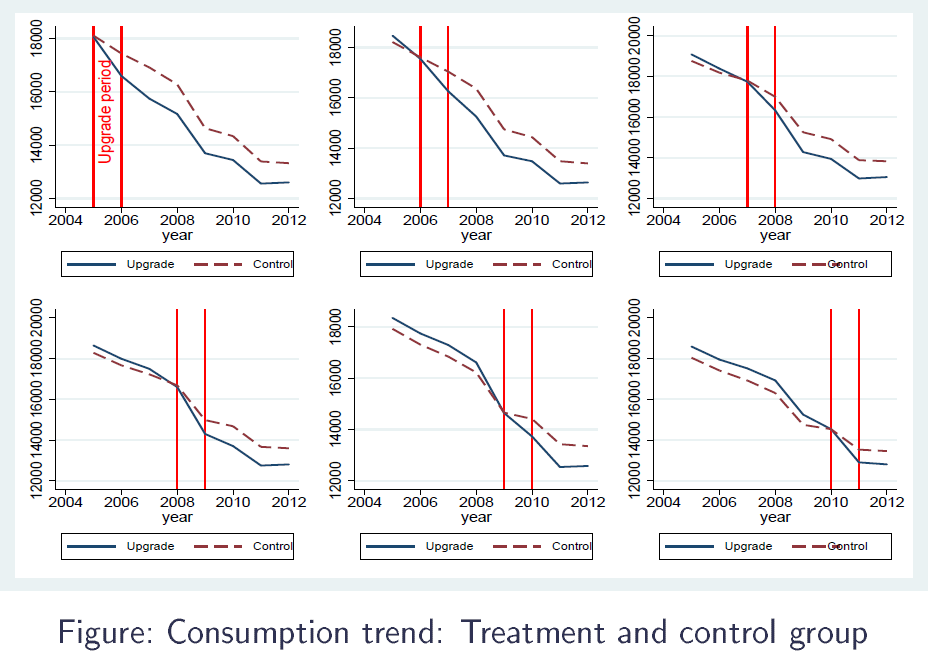 18000
16000
14000
12000
Upgrade period
2004 2006 2008 2010 2012
year
Upgrade Control
18000
16000
14000
12000
2004 2006 2008 2010 2012
year
Upgrade Control
20000
18000
16000
14000
12000
2004 2006 2008 2010 2012
year
Upgrade Control
20000
18000
16000
14000
12000
2004 2006 2008 2010 2012
year
Upgrade Control
18000
16000
14000
12000
2004 2006 2008 2010 2012
year
Upgrade Control
20000
18000
16000
14000
12000
2004 2006 2008 2010 2012
year
Upgrade Control
Figure: Consumption trend: Treatment and control group